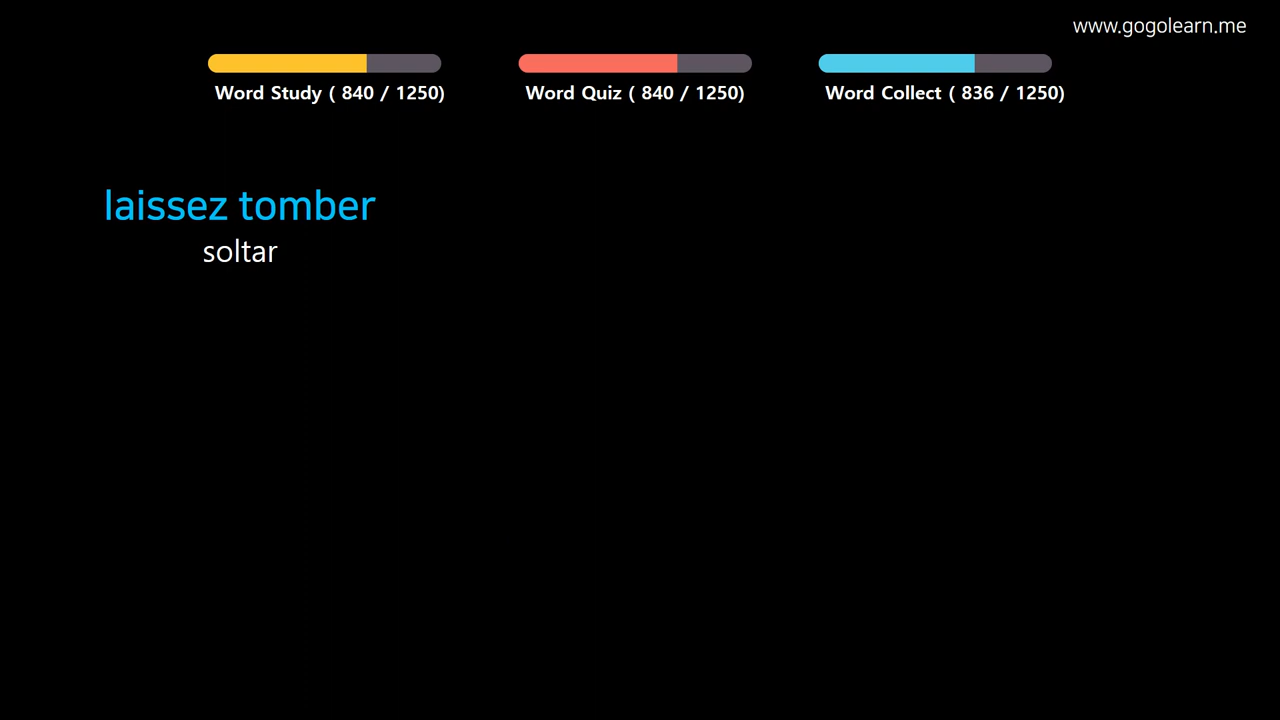 www.gogolearn.me
Word Study ( 840 / 1250)
Word Quiz ( 840 / 1250)
Word Collect ( 836 / 1250)
laissez tomber
soltar